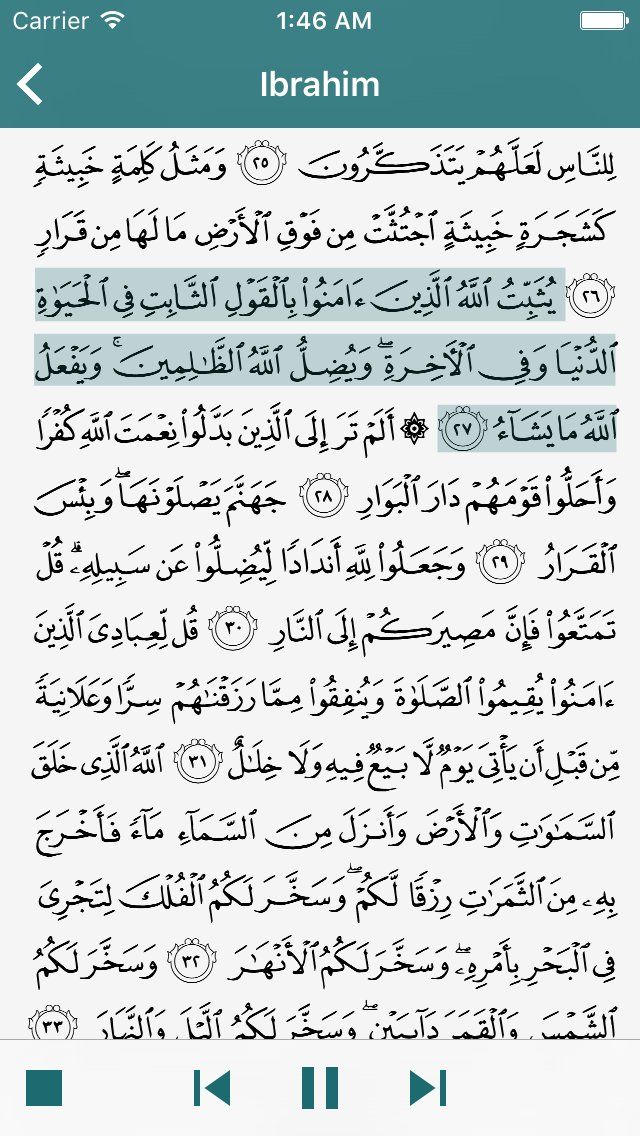 Carrier 1:46 AM
Ibrahim
لِلنَّاسِ لَعَلَّهُمْ يَتَذَكَّرُونَ ٢٥ وَمَثَلُ كَلِمَةٍ خَبِيثَةٍ
كَشَجَرَةٍ خَبِيثَةٍ ٱجْتُثَّتْ مِن فَوْقِ ٱلْأَرْضِ مَا لَهَا مِن قَرَارٍ
٢٦ يُثَبِّتُ ٱللَّهُ ٱلَّذِينَ ءَامَنُوا۟ بِٱلْقَوْلِ ٱلثَّابِتِ فِى ٱلْحَيَوٰةِ
ٱلدُّنْيَا وَفِى ٱلْأَخِرَةِ ۖ وَيُضِلُّ ٱللَّهُ ٱلظَّٰلِمِينَ ۚ وَيَفْعَلُ
ٱللَّهُ مَا يَشَآءُ ٢٧ ۞ أَلَمْ تَرَ إِلَى ٱلَّذِينَ بَدَّلُوا۟ نِعْمَتَ ٱللَّهِ كُفْرًا
وَأَحَلُّوا۟ قَوْمَهُمْ دَارَ ٱلْبَوَارِ ٢٨ جَهَنَّمَ يَصْلَوْنَهَا ۖ وَبِئْسَ
ٱلْقَرَارُ ٢٩ وَجَعَلُوا۟ لِلَّهِ أَندَادًا لِّيُضِلُّوا۟ عَن سَبِيلِهِۦ ۗ قُلْ
تَمَتَّعُوا۟ فَإِنَّ مَصِيرَكُمْ إِلَى ٱلنَّارِ ٣٠ قُل لِّعِبَادِىَ ٱلَّذِينَ
ءَامَنُوا۟ يُقِيمُوا۟ ٱلصَّلَوٰةَ وَيُنفِقُوا۟ مِمَّا رَزَقْنَٰهُمْ سِرًّا وَعَلَانِيَةً
مِّن قَبْلِ أَن يَأْتِىَ يَوْمٌ لَّا بَيْعٌ فِيهِ وَلَا خِلَٰلٌ ٣١ ٱللَّهُ ٱلَّذِى خَلَقَ
ٱلسَّمَٰوَٰتِ وَٱلْأَرْضَ وَأَنزَلَ مِنَ ٱلسَّمَآءِ مَآءً فَأَخْرَجَ
بِهِۦ مِنَ ٱلثَّمَرَٰتِ رِزْقًا لَّكُمْ ۖ وَسَخَّرَ لَكُمُ ٱلْفُلْكَ لِتَجْرِىَ
فِى ٱلْبَحْرِ بِأَمْرِهِۦ ۖ وَسَخَّرَ لَكُمُ ٱلْأَنْهَٰرَ ٣٢ وَسَخَّرَ لَكُمُ
ٱلشَّمْسَ وَٱلْقَمَرَ دَآئِبَيْنِ ۖ وَسَخَّرَ لَكُمُ ٱلَّيْلَ وَٱلنَّهَارَ ٣٣